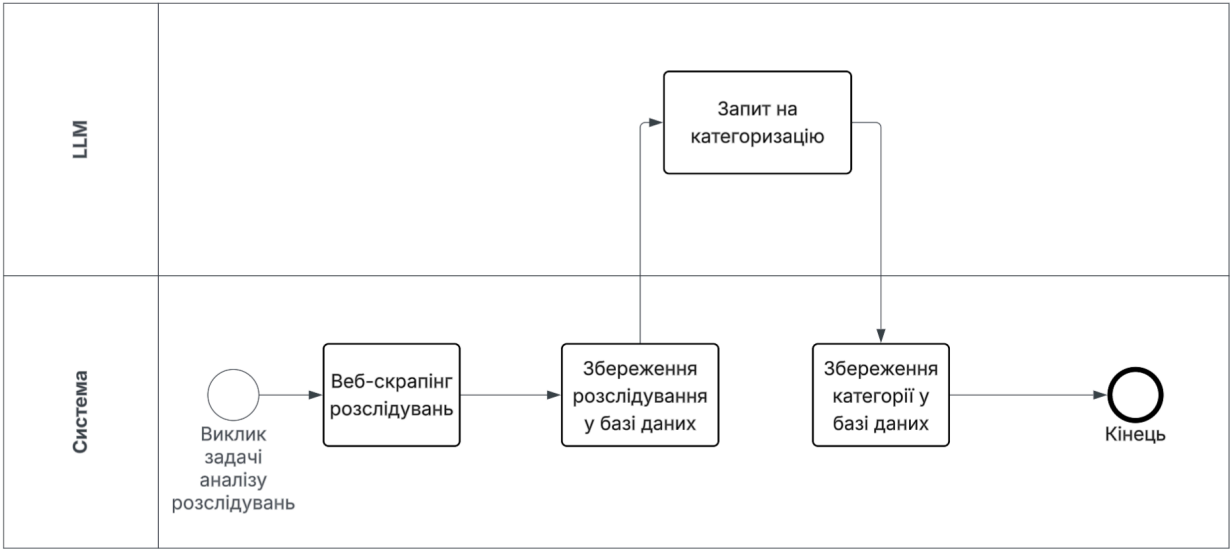 LLM
Запит на
категоризацію
Система
Виклик
задачі
аналізу
розслідувань
Веб-скрапінг
розслідувань
Збереження
розслідування
у базі даних
Збереження
категорії у
базі даних
Кінець